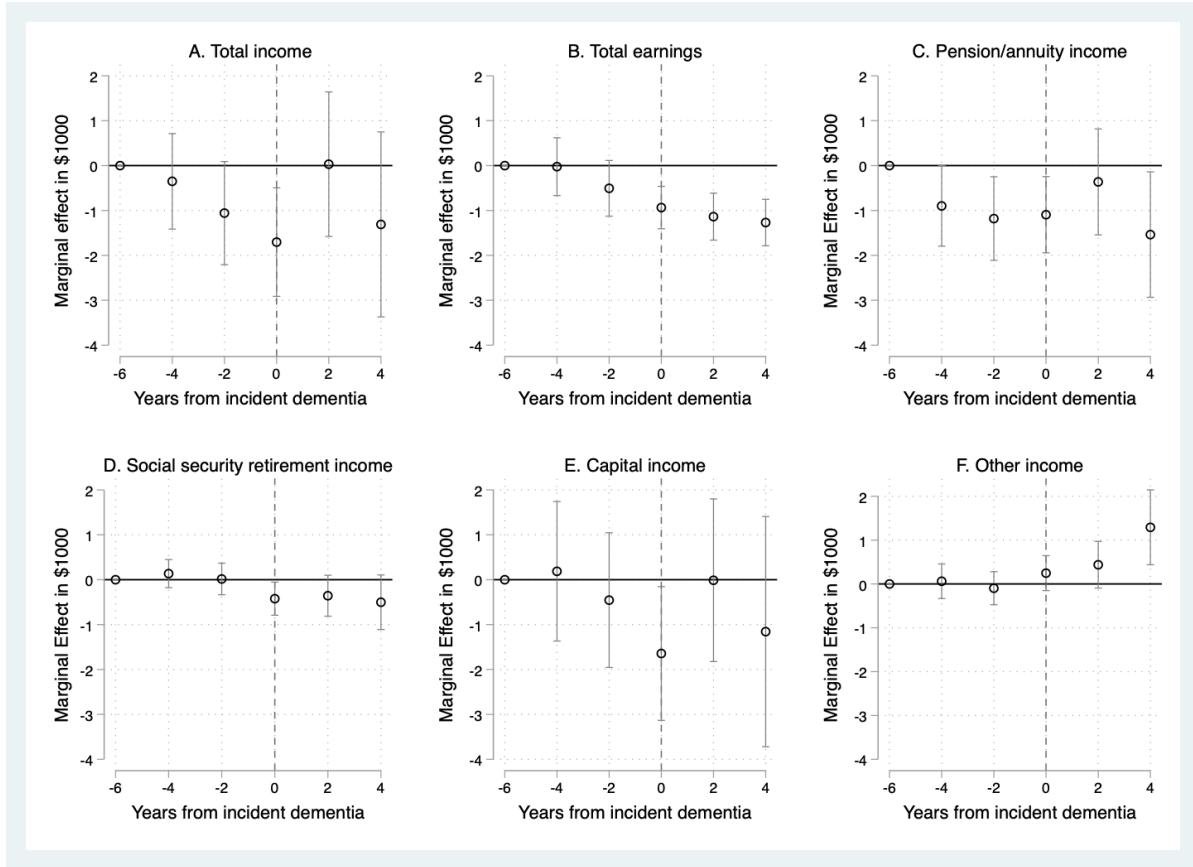 A. Total income
Marginal effect in $1000
2
1
0
-1
-2
-3
-4
-6 -4 -2 0 2 4
Years from incident dementia
B. Total earnings
Marginal effect in $1000
2
1
0
-1
-2
-3
-4
-6 -4 -2 0 2 4
Years from incident dementia
C. Pension/annuity income
Marginal Effect in $1000
2
1
0
-1
-2
-3
-4
-6 -4 -2 0 2 4
Years from incident dementia
D. Social security retirement income
Marginal Effect in $1000
2
1
0
-1
-2
-3
-4
-6 -4 -2 0 2 4
Years from incident dementia
E. Capital income
Marginal Effect in $1000
2
1
0
-1
-2
-3
-4
-6 -4 -2 0 2 4
Years from incident dementia
F. Other income
Marginal Effect in $1000
2
1
0
-1
-2
-3
-4
-6 -4 -2 0 2 4
Years from incident dementia